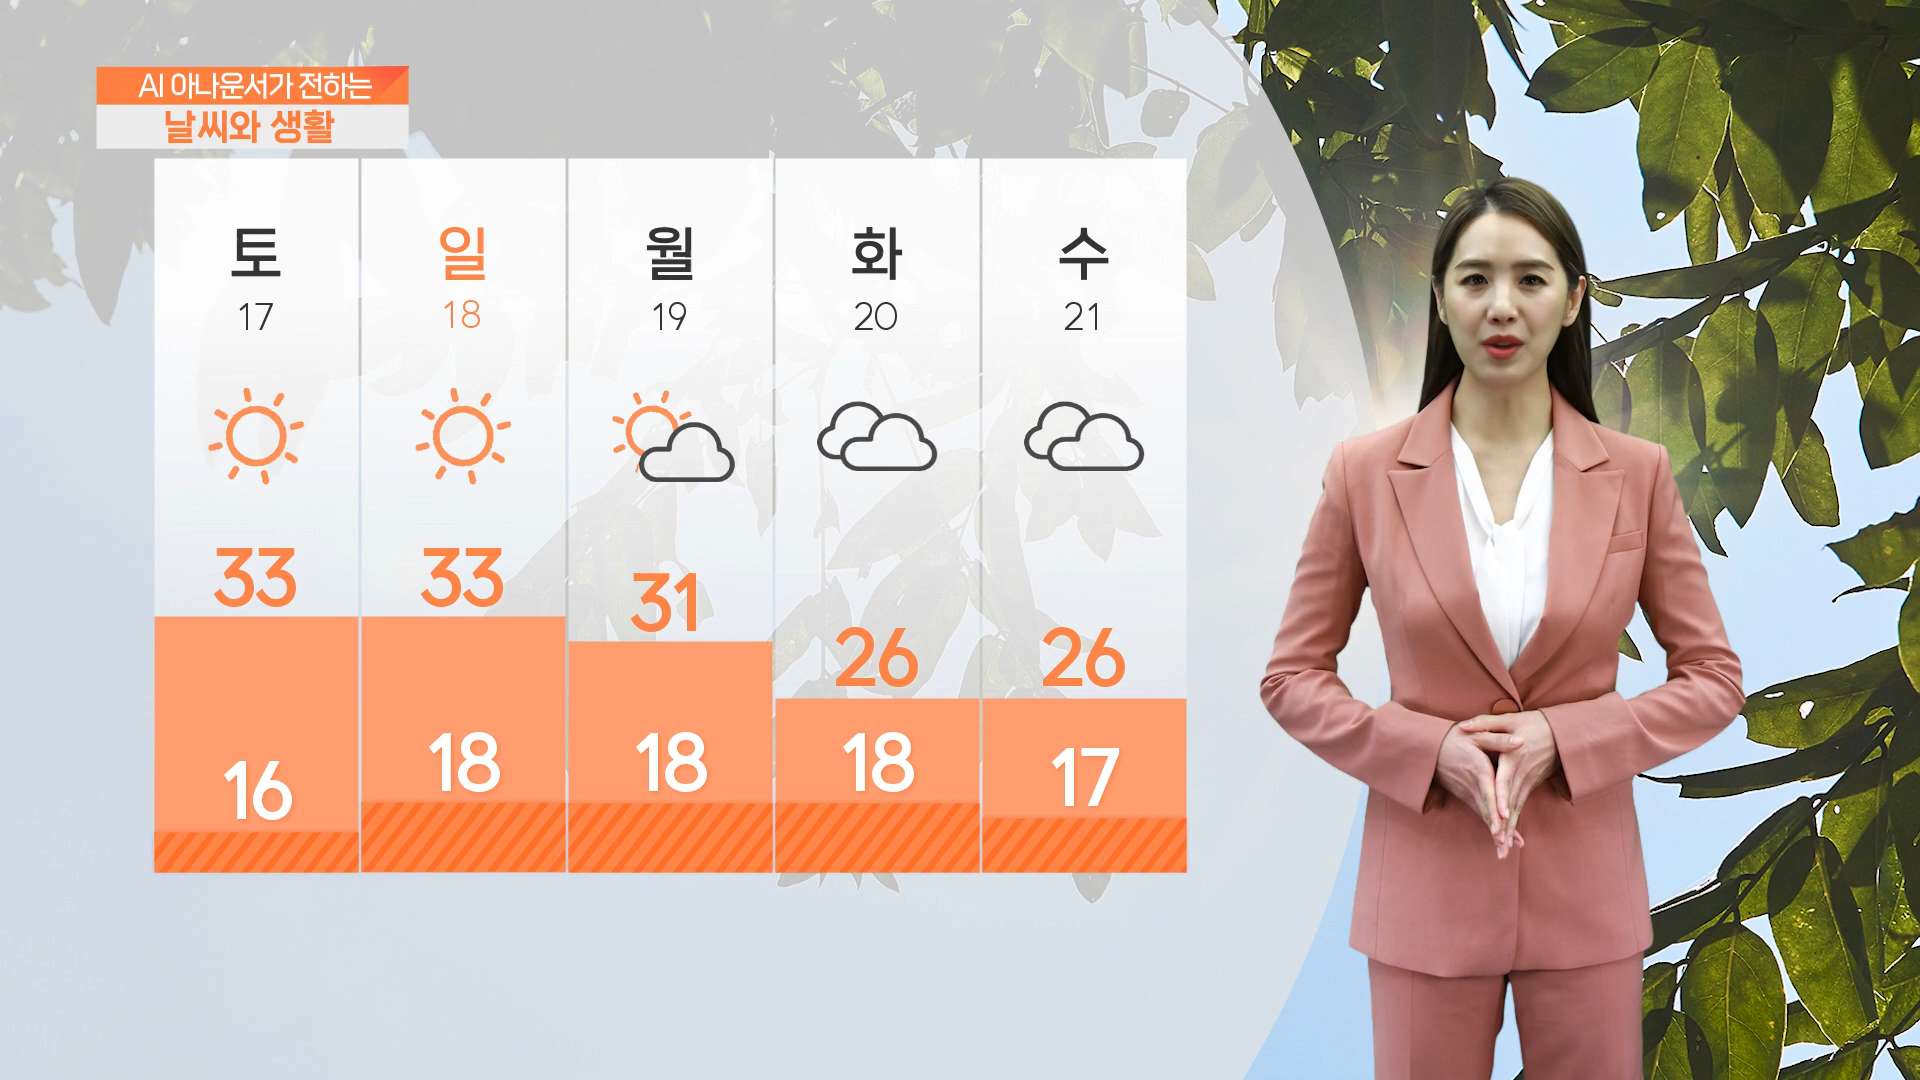 AI 아나운서가 전하는
날씨와 생활
토 일 월 화 수
17 18 19 20 21
33 33 31 26 26
16 18 18 18 17